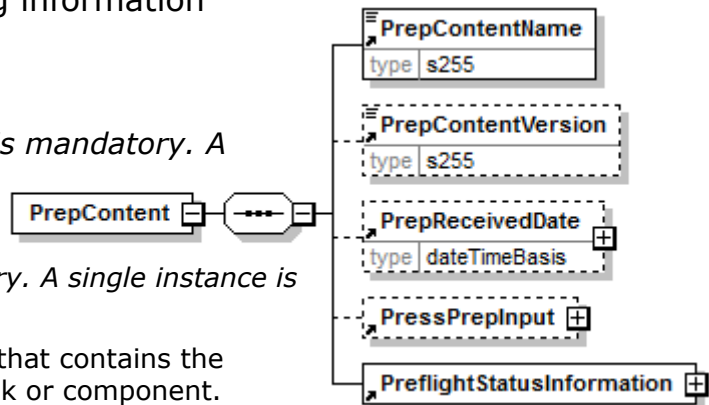 g information
PrepContentName
type s255
s mandatory. A
PrepContentVersion
type s255
PrepContent
PrepReceivedDate
type dateTimeBasis
ry. A single instance is
PressPrepInput
that contains the
k or component.
PreflightStatusInformation